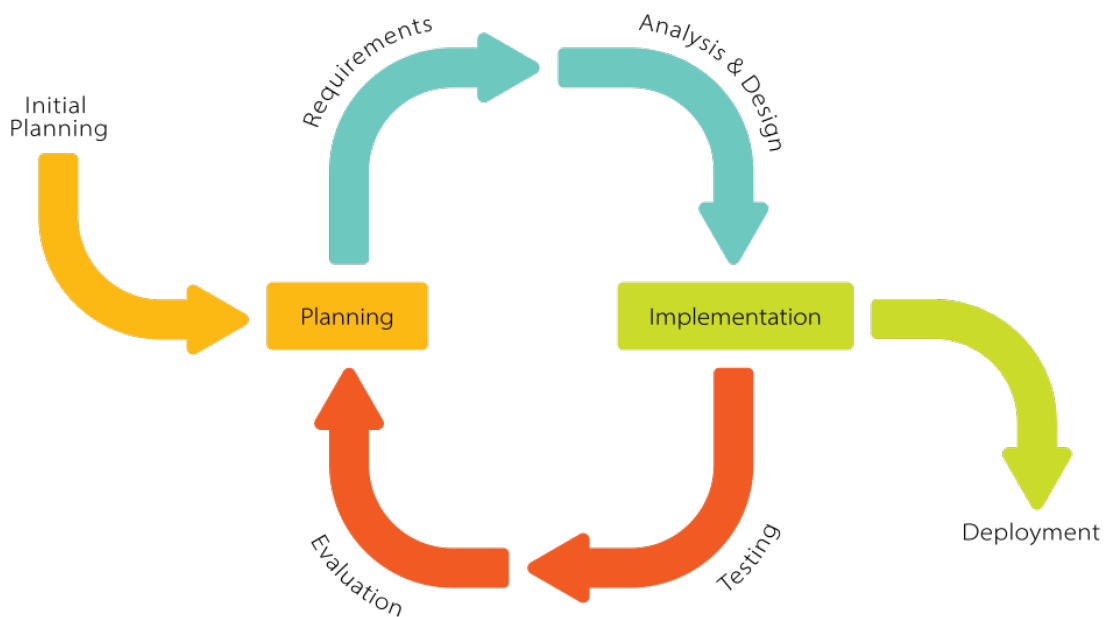 Requirements
Analysis & Design
Initial
Planning
Planning
Implementation
Evaluation
Testing
Deployment